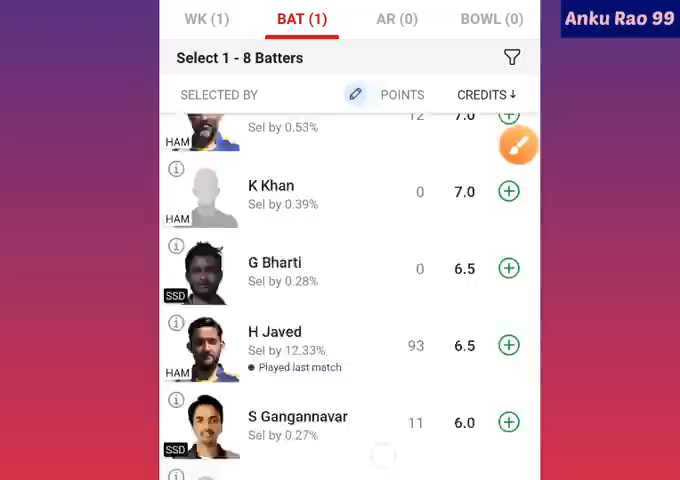 WK (1) BAT (1) AR (0) BOWL (0)
Anku Rao 99
Select 1 - 8 Batters
SELECTED BY POINTS CREDITS↓
HAM Sel by 0.53% 12 7.0
K Khan
HAM Sel by 0.39% 0 7.0
G Bharti
SSD Sel by 0.28% 0 6.5
H Javed
Sel by 12.33% 93 6.5
HAM Played last match
S Gangannavar
SSD Sel by 0.27% 11 6.0